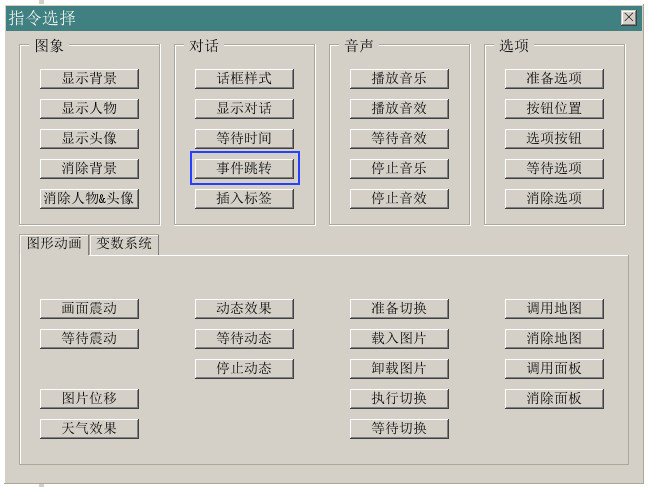 指令选择
图象
显示背景
显示人物
显示头像
消除背景
消除人物&头像
对话
话框样式
显示对话
等待时间
事件跳转
插入标签
音声
播放音乐
播放音效
等待音效
停止音乐
停止音效
选项
准备选项
按钮位置
选项按钮
等待选项
消除选项
图形动画
变数系统
画面震动
等待震动
图片位移
天气效果
动态效果
等待动态
停止动态
准备切换
载入图片
卸载图片
执行切换
等待切换
调用地图
消除地图
调用面板
消除面板